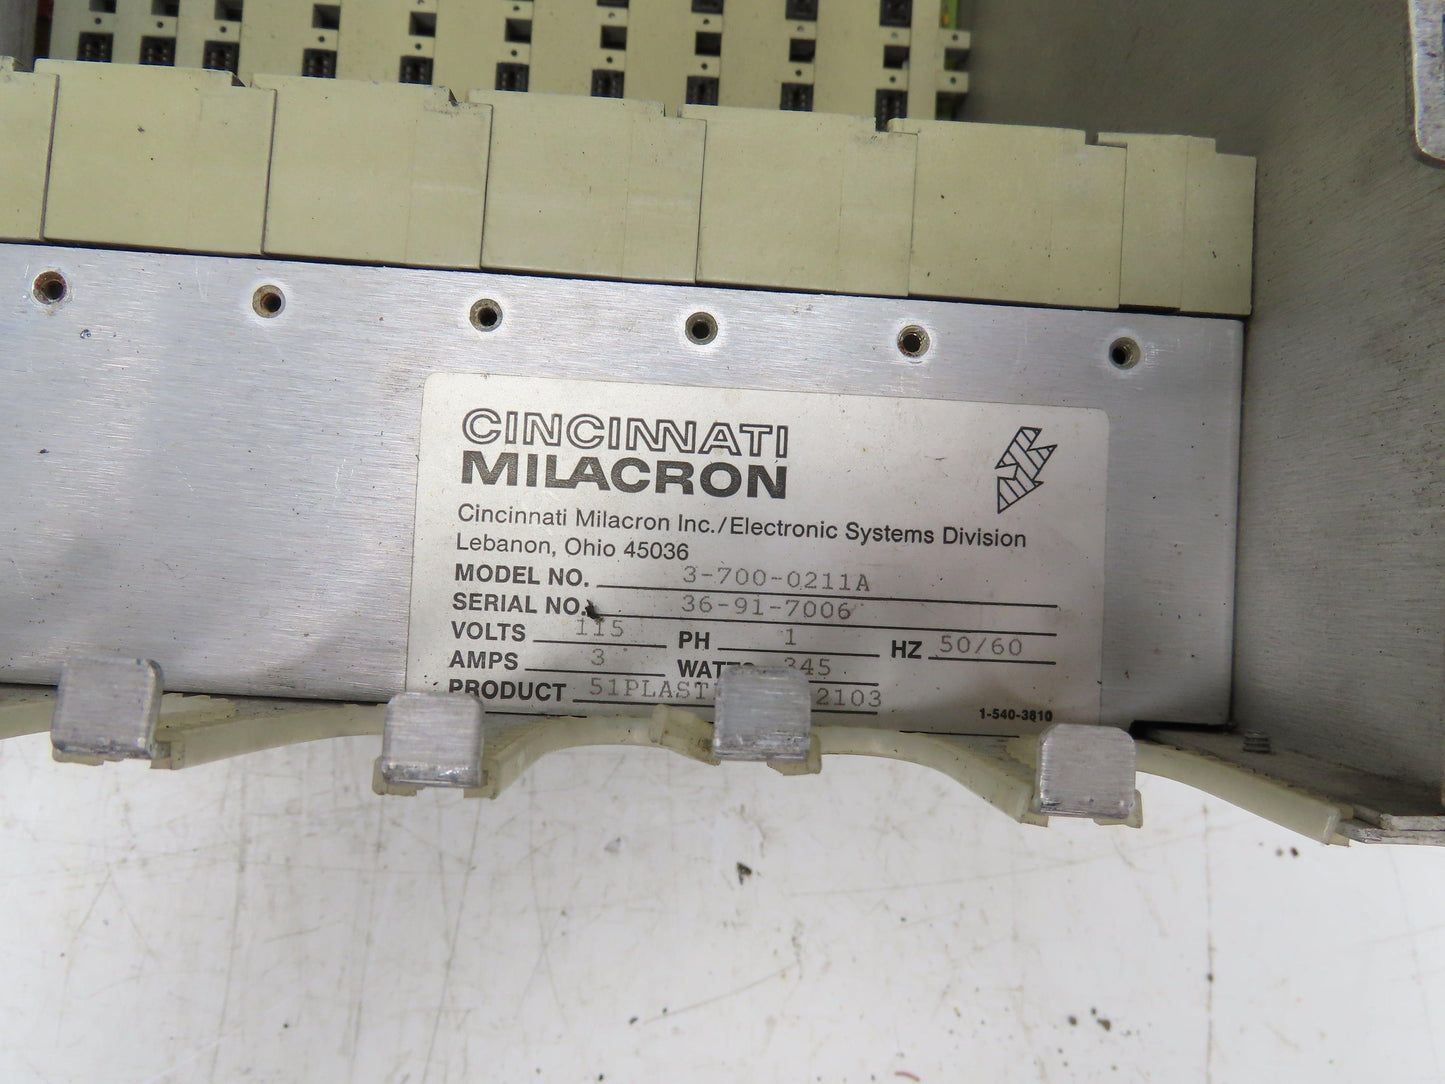 CINCINNATI
MILACRON
Cincinnati Milacron Inc./Electronic Systems Division
Lebanon, Ohio 45036
MODEL NO. 3-700-0211A
SERIAL NO. 36-91-7006
VOLTS 115 PH 1 HZ 50/60
AMPS 3 WATTS 345
PRODUCT 2103
1-540-3810